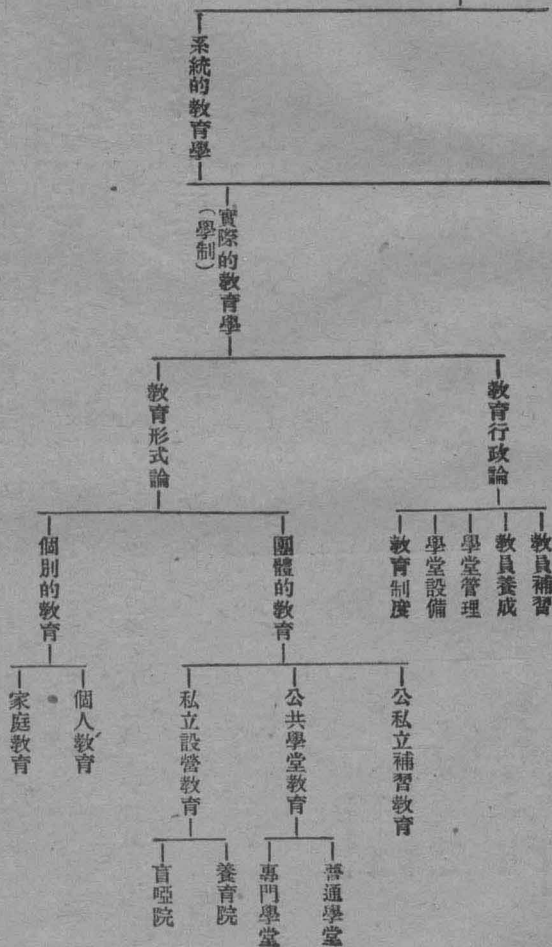 系統的教育學
實際的教育學
（學制）
教育行政論
教員補習
教員養成
學堂管理
學堂設備
教育制度
教育形式論
團體的教育
公私立補習教育
公共學堂教育
普通學堂
專門學堂
私立設營教育
養育院
盲啞院
個別的教育
個人教育
家庭教育